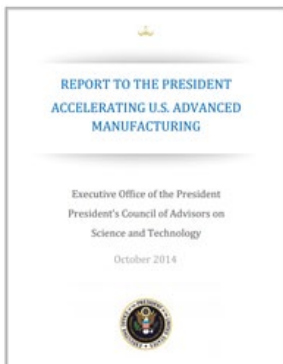 REPORT TO THE PRESIDENT
ACCELERATING U.S. ADVANCED
MANUFACTURING
Executive Office of the President
President's Council of Advisors on
Science and Technology
October 2014